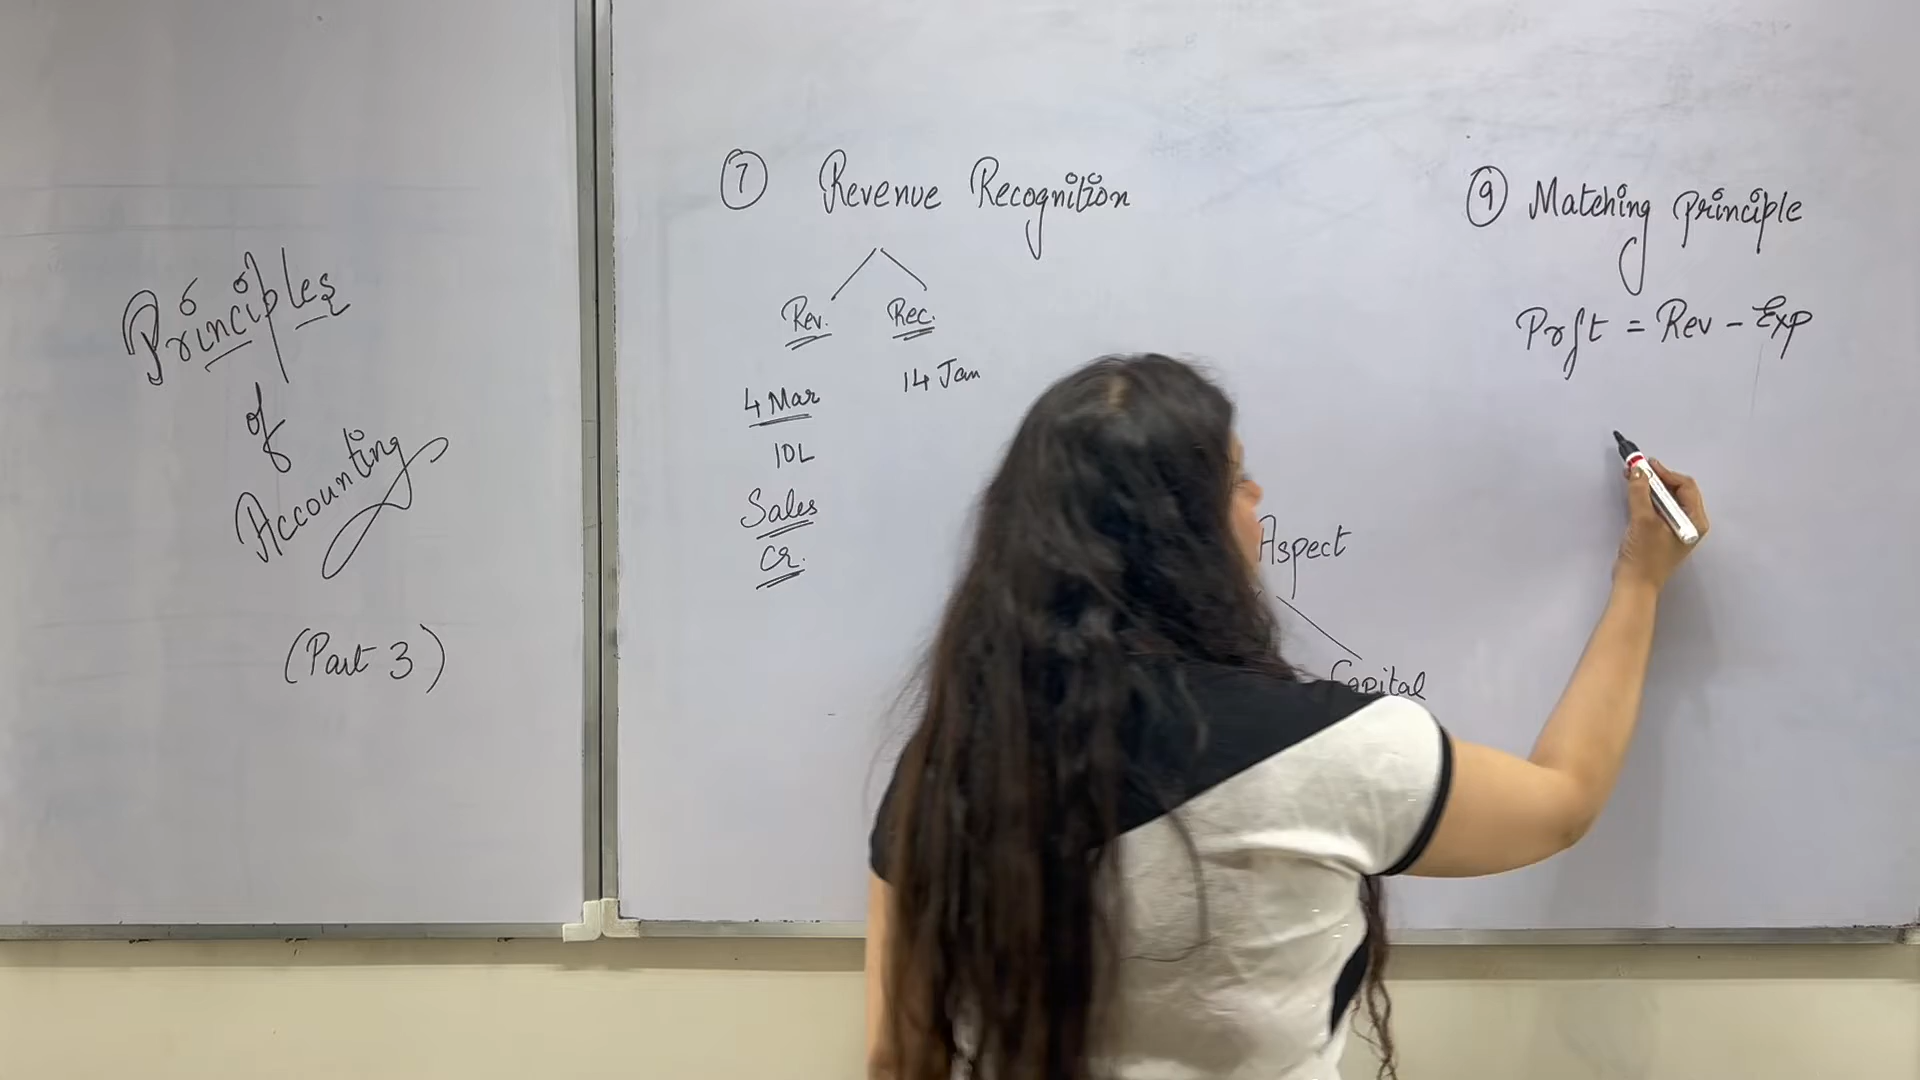 Principles
of
Accounting
(Part 3)
7 Revenue Recognition
Rev. Rec.
4 Mar 14 Jan
10L
Sales
Cr.
Aspect
Capital
9 Matching principle
Profit = Rev - Exp